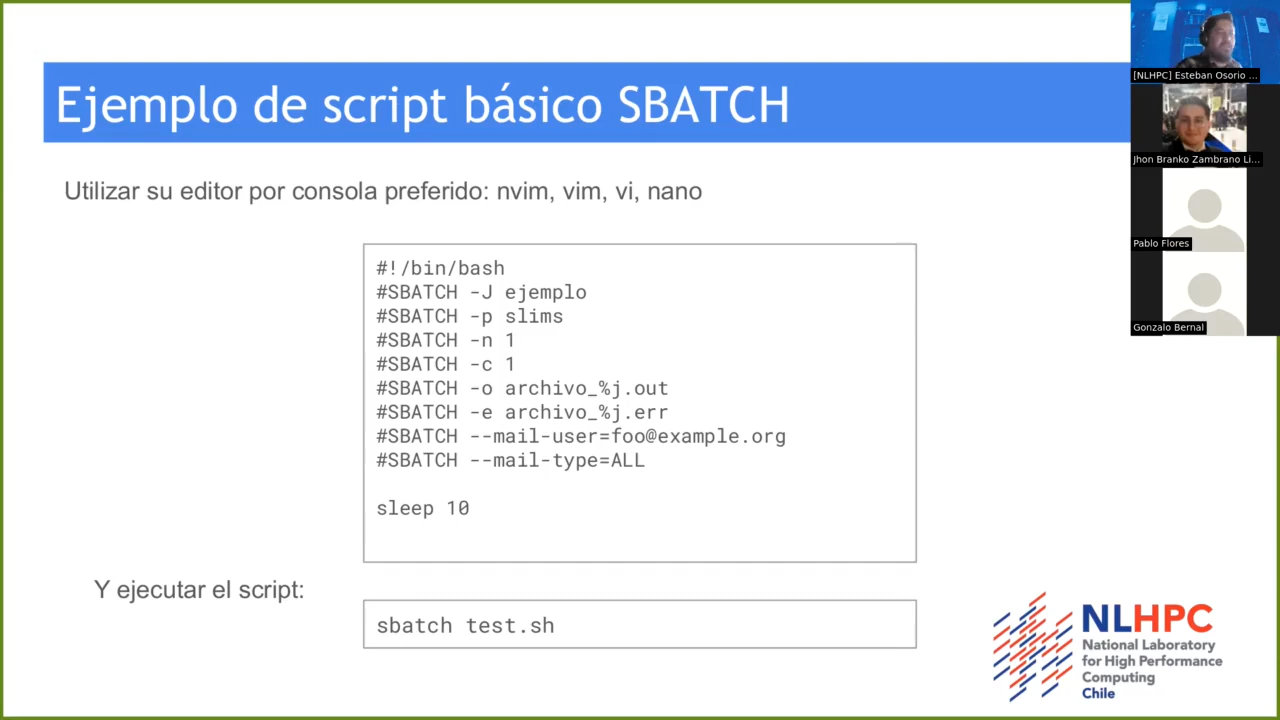 Ejemplo de script básico SBATCH
Utilizar su editor por consola preferido: nvim, vim, vi, nano
#!/bin/bash
#SBATCH -J ejemplo
#SBATCH -p slims
#SBATCH -n 1
#SBATCH -c 1
#SBATCH -o archivo_%j.out
#SBATCH -e archivo_%j.err
#SBATCH --mail-user=foo@example.org
#SBATCH --mail-type=ALL
sleep 10
Y ejecutar el script:
sbatch test.sh
NLHPC
National Laboratory
for High Performance
Computing
Chile
[NLHPC] Esteban Osorio ...
Jhon Branko Zambrano Li...
Pablo Flores
Gonzalo Bernal